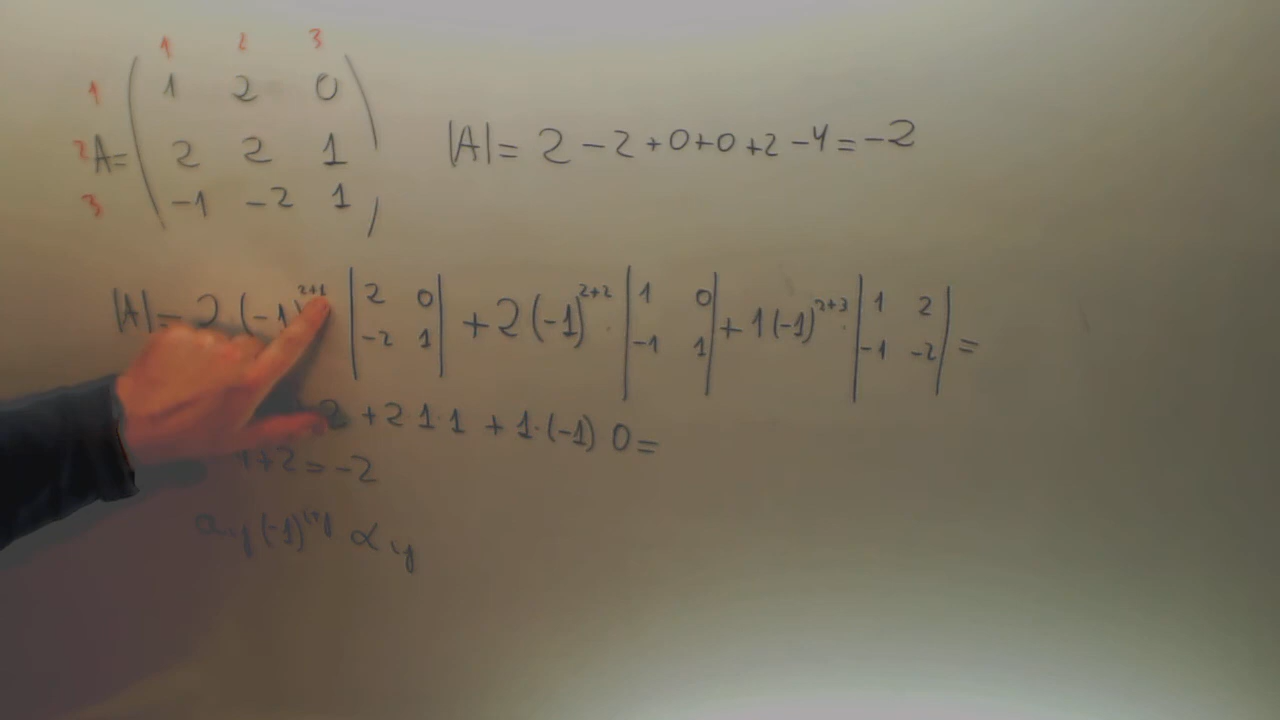 1 2 3
1 1 2 0
2 A= 2 2 1
3 -1 -2 1
|A| = 2 - 2 + 0 + 0 + 2 - 4 = -2
|A| = 2 (-1)^{2+1} |2 0; -2 1| + 2 (-1)^{2+2} · |1 0; -1 1| + 1 (-1)^{2+3} · |1 2; -1 -2| =
2 + 2·1·1 + 1·(-1) 0 =
+2 = -2
(-1) α